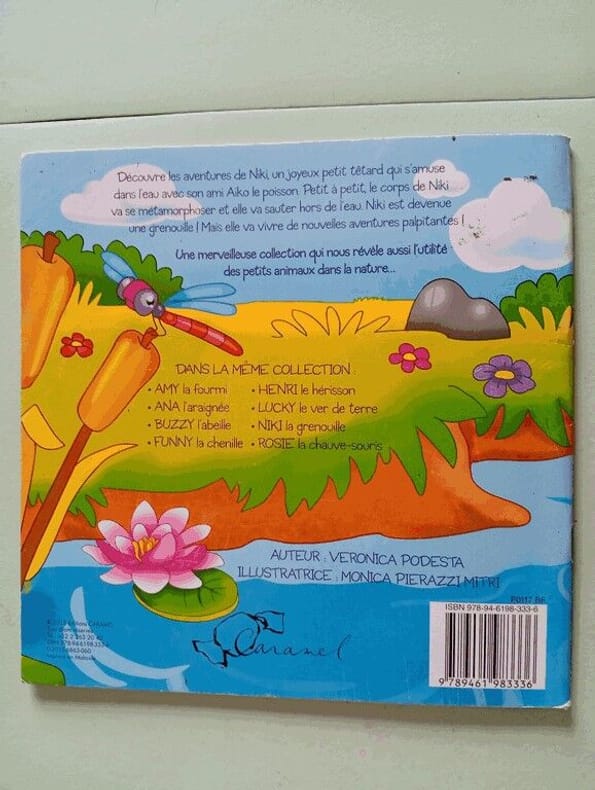 Découvre les aventures de Niki, un joyeux petit têtard qui s'amuse
dans l'eau avec son ami Aiko le poisson. Petit à petit, le corps de Niki
va se métamorphoser et elle va sauter hors de l'eau. Niki est devenue
une grenouille ! Mais elle va vivre de nouvelles aventures palpitantes !
Une merveilleuse collection qui nous révèle aussi l'utilité
des petits animaux dans la nature...
DANS LA MÊME COLLECTION :
• AMY la fourmi
• ANA l'araignée
• BUZZY l'abeille
• FUNNY la chenille
• HENRI le hérisson
• LUCKY le ver de terre
• NIKI la grenouille
• ROSIE la chauve-souris
AUTEUR : VERONICA PODESTA
ILLUSTRATRICE : MONICA PIERAZZI MITRI
P0117 BF
ISBN 978-94-6198-333-6
9 789461 983336
Caramel
Tous droits réservés